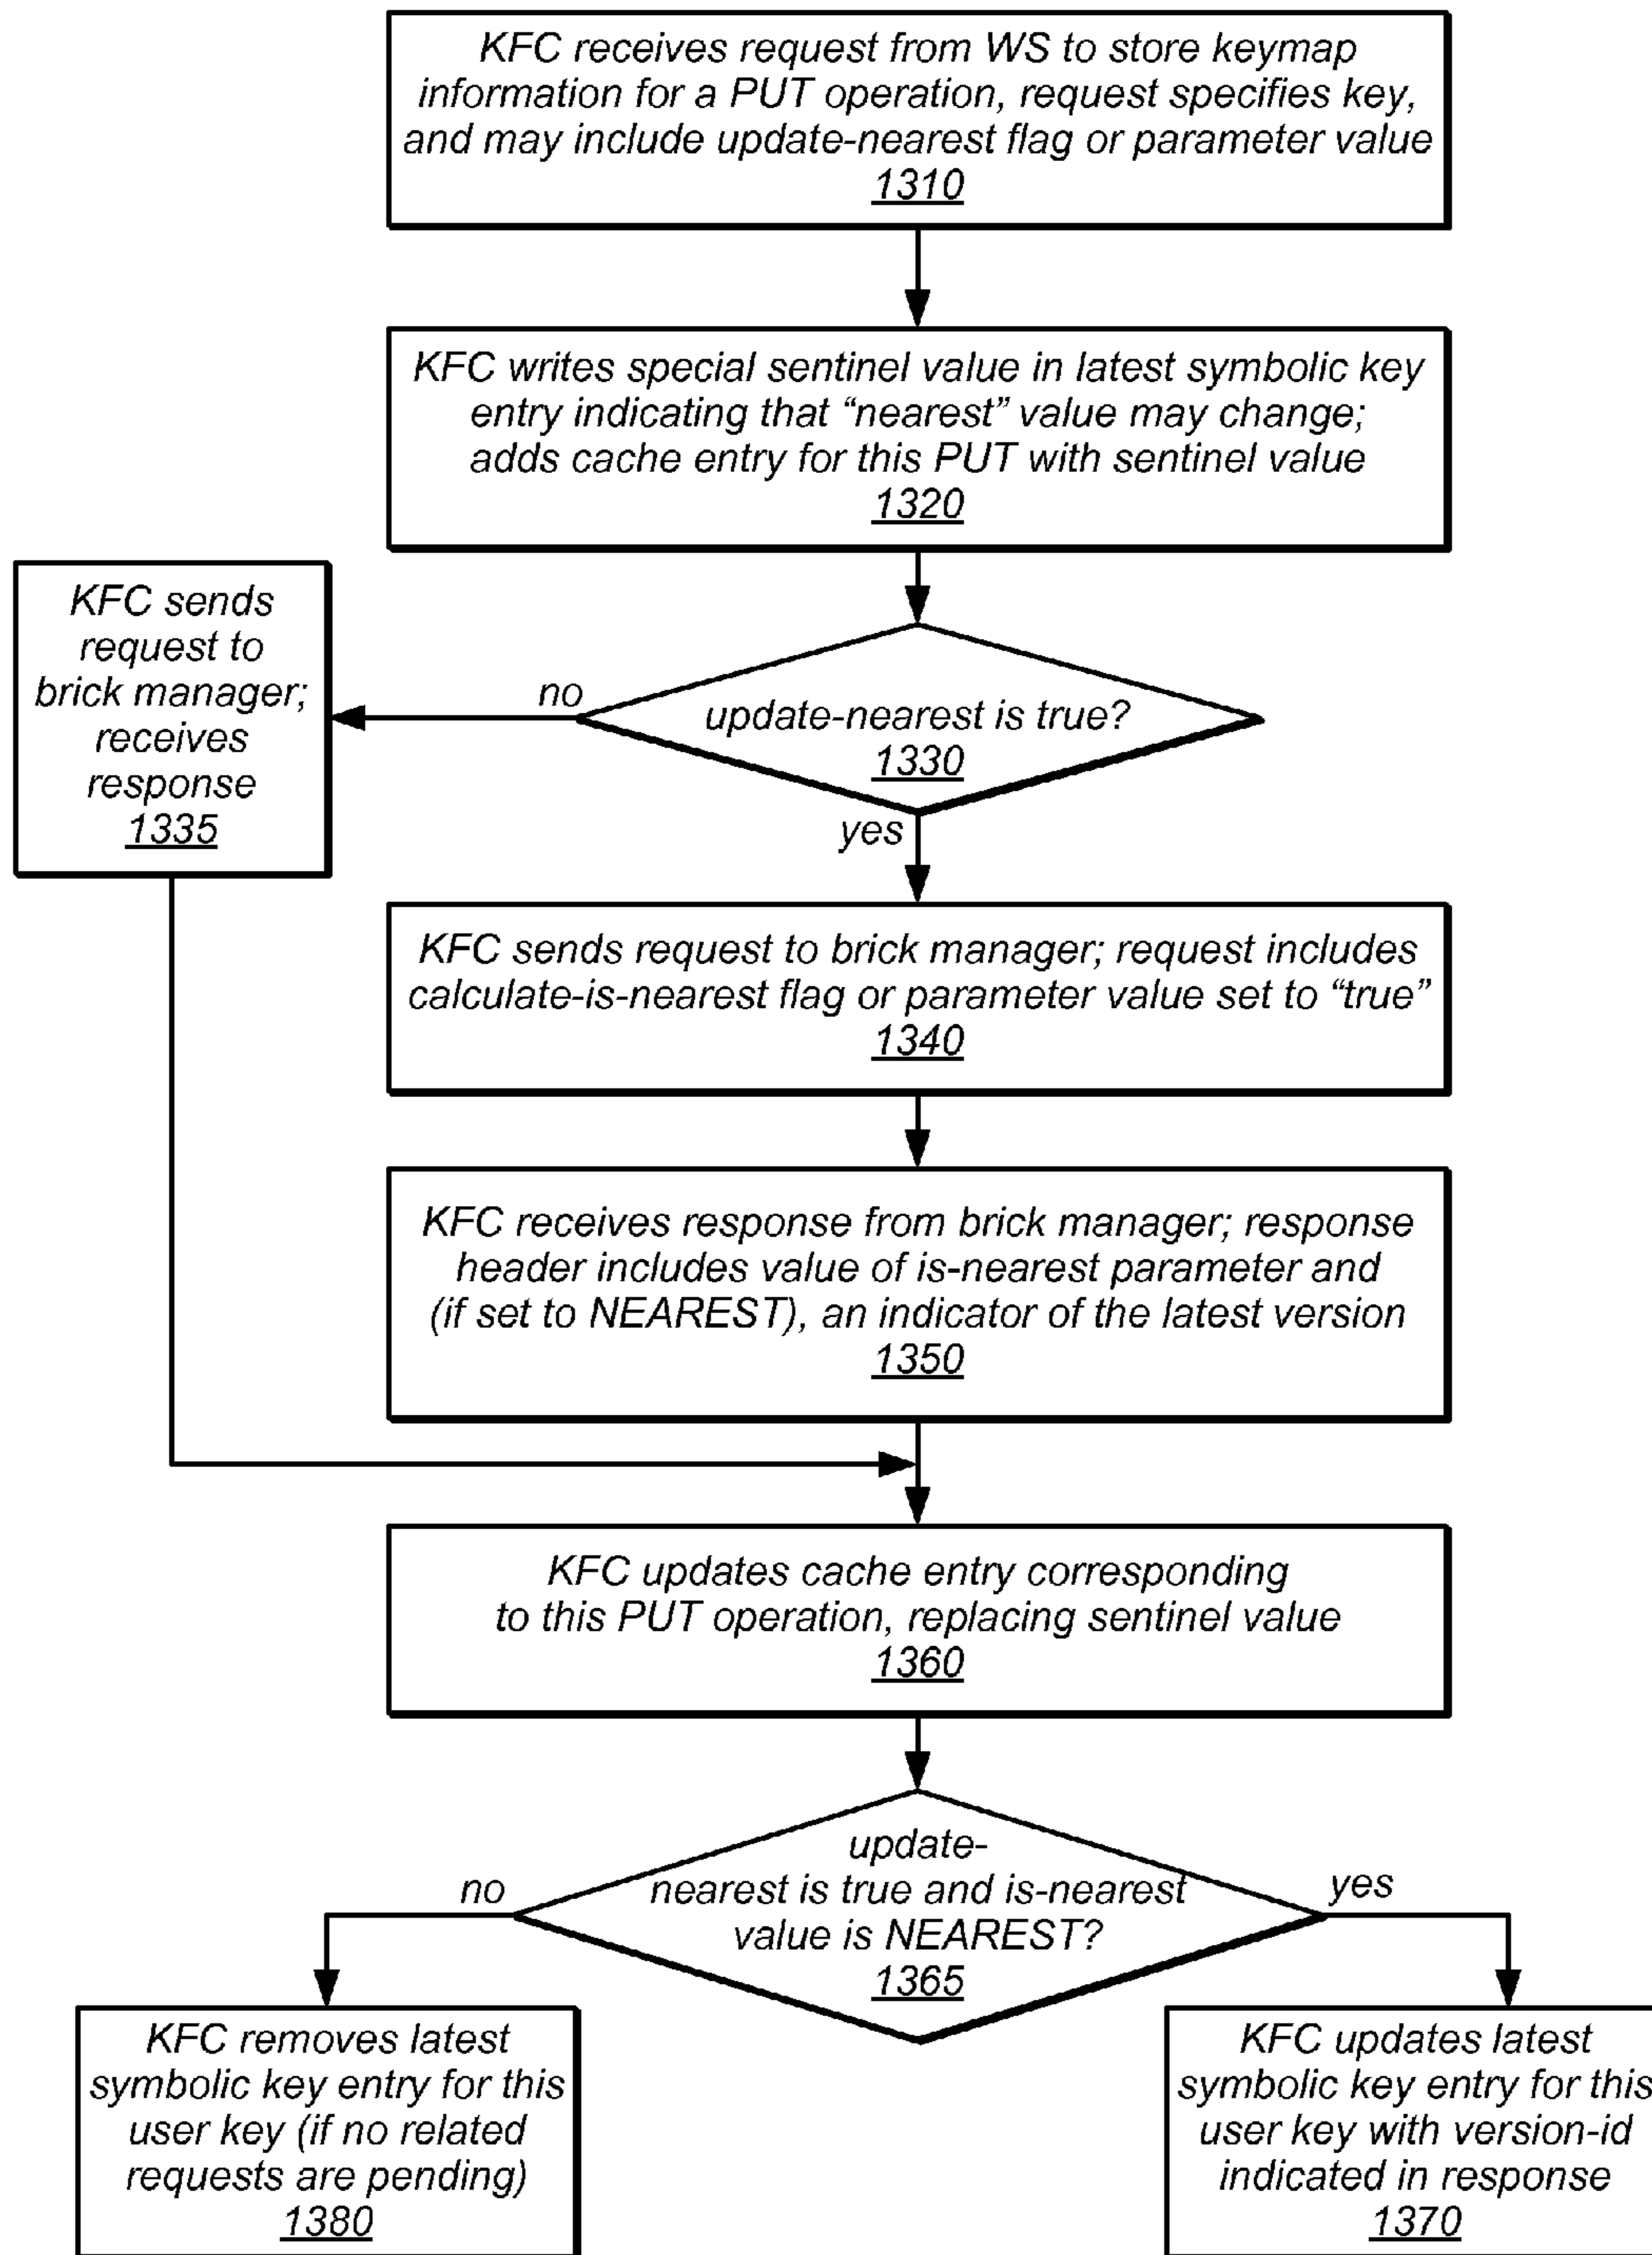 KFC receives request from WS to store keymap
information for a PUT operation, request specifies key,
and may include update-nearest flag or parameter value
1310
KFC writes special sentinel value in latest symbolic key
entry indicating that “nearest” value may change;
adds cache entry for this PUT with sentinel value
1320
KFC sends
request to
brick manager;
receives
response
1335
no
update-nearest is true?
1330
yes
KFC sends request to brick manager; request includes
calculate-is-nearest flag or parameter value set to “true”
1340
KFC receives response from brick manager; response
header includes value of is-nearest parameter and
(if set to NEAREST), an indicator of the latest version
1350
KFC updates cache entry corresponding
to this PUT operation, replacing sentinel value
1360
update-
nearest is true and is-nearest
value is NEAREST?
1365
no
yes
KFC removes latest
symbolic key entry for this
user key (if no related
requests are pending)
1380
KFC updates latest
symbolic key entry for this
user key with version-id
indicated in response
1370